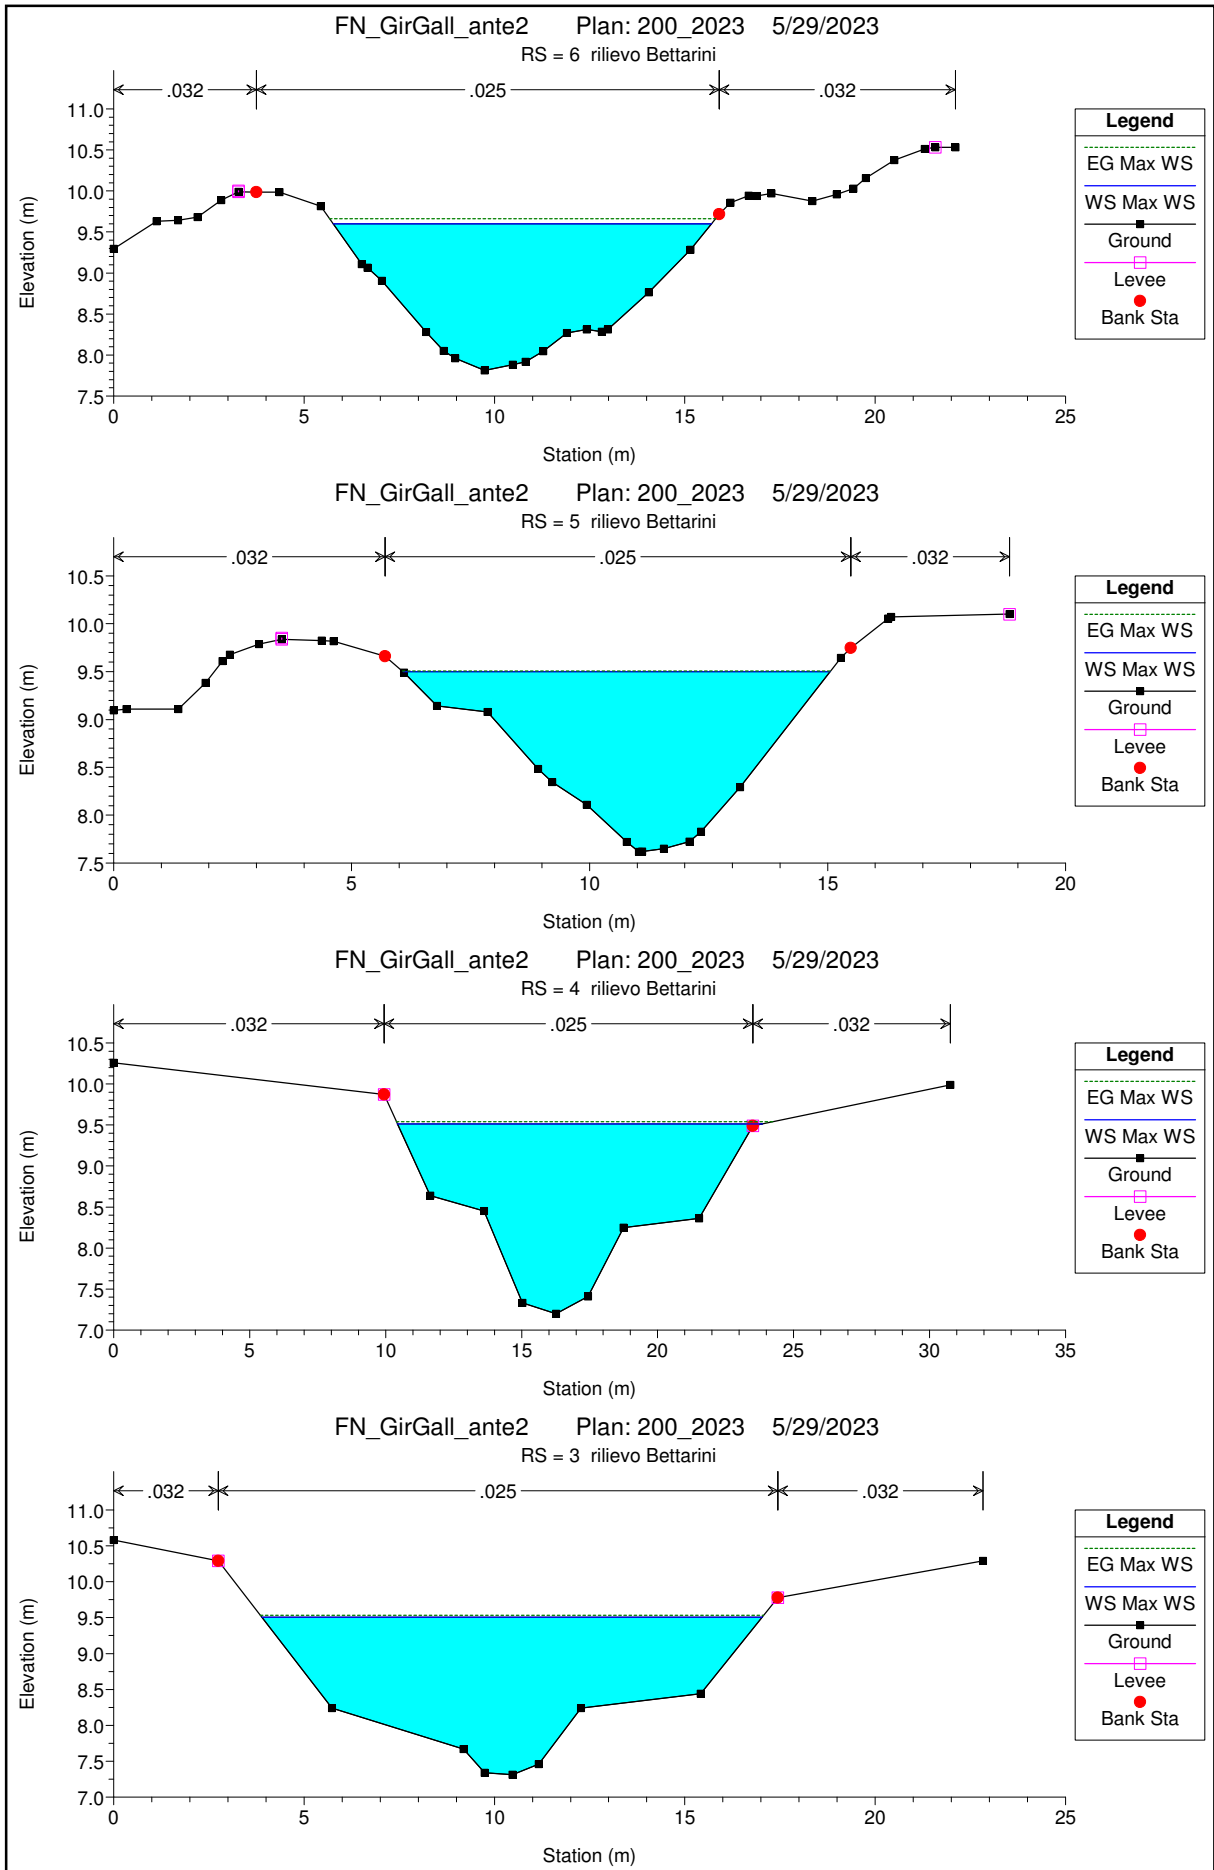 FN_GirGall_ante2 Plan: 200_2023 5/29/2023
RS = 6 rilievo Bettarini
.032 .025 .032
11.0
10.5
10.0
9.5
9.0
8.5
8.0
7.5
Elevation (m)
0 5 10 15 20 25
Station (m)
Legend
EG Max WS
WS Max WS
Ground
Levee
Bank Sta
FN_GirGall_ante2 Plan: 200_2023 5/29/2023
RS = 5 rilievo Bettarini
.032 .025 .032
10.5
10.0
9.5
9.0
8.5
8.0
7.5
Elevation (m)
0 5 10 15 20
Station (m)
Legend
EG Max WS
WS Max WS
Ground
Levee
Bank Sta
FN_GirGall_ante2 Plan: 200_2023 5/29/2023
RS = 4 rilievo Bettarini
.032 .025 .032
10.5
10.0
9.5
9.0
8.5
8.0
7.5
7.0
Elevation (m)
0 5 10 15 20 25 30 35
Station (m)
Legend
EG Max WS
WS Max WS
Ground
Levee
Bank Sta
FN_GirGall_ante2 Plan: 200_2023 5/29/2023
RS = 3 rilievo Bettarini
.032 .025 .032
11.0
10.5
10.0
9.5
9.0
8.5
8.0
7.5
7.0
Elevation (m)
0 5 10 15 20 25
Station (m)
Legend
EG Max WS
WS Max WS
Ground
Levee
Bank Sta